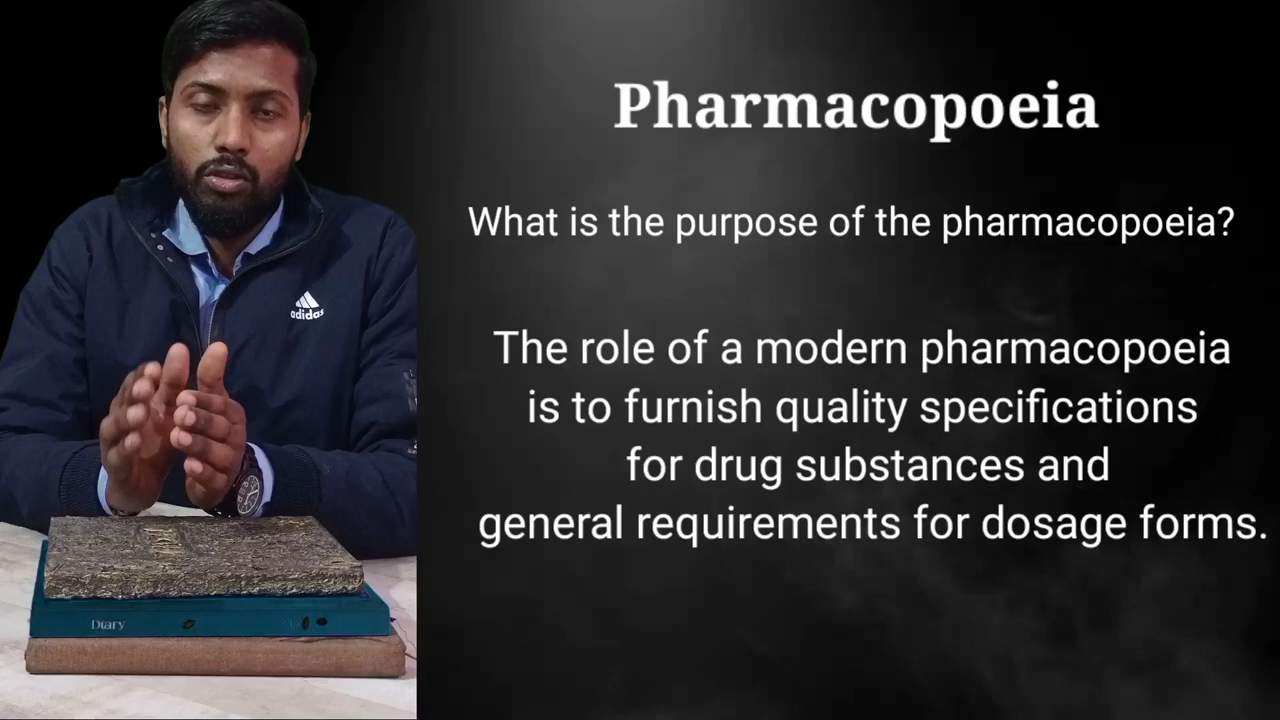 Pharmacopoeia
What is the purpose of the pharmacopoeia?
The role of a modern pharmacopoeia
is to furnish quality specifications
for drug substances and
general requirements for dosage forms.
adidas
Diary